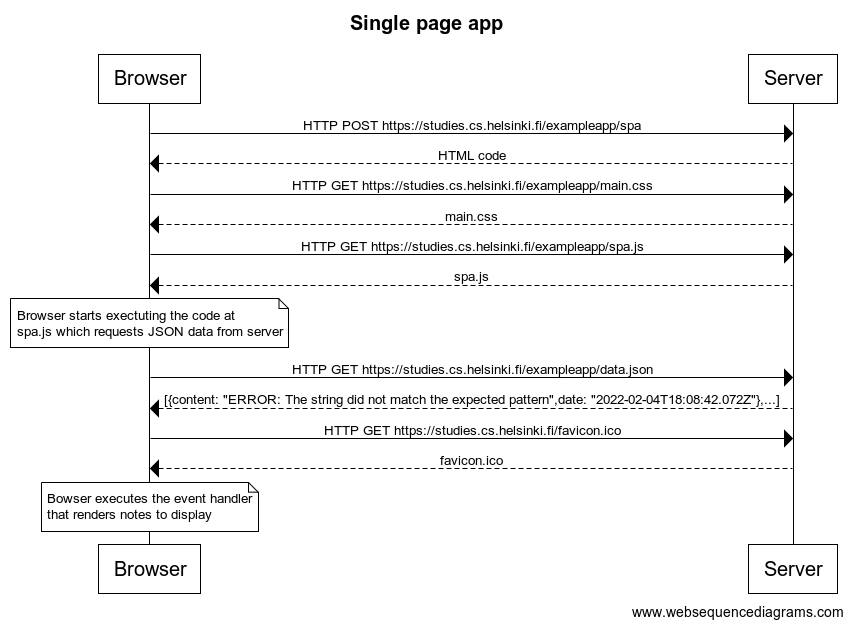 Single page app
Browser
Server
HTTP POST https://studies.cs.helsinki.fi/exampleapp/spa
HTML code
HTTP GET https://studies.cs.helsinki.fi/exampleapp/main.css
main.css
HTTP GET https://studies.cs.helsinki.fi/exampleapp/spa.js
spa.js
Browser starts exectuting the code at
spa.js which requests JSON data from server
HTTP GET https://studies.cs.helsinki.fi/exampleapp/data.json
[{content: "ERROR: The string did not match the expected pattern",date: "2022-02-04T18:08:42.072Z"},...]
HTTP GET https://studies.cs.helsinki.fi/favicon.ico
favicon.ico
Bowser executes the event handler
that renders notes to display
Browser
Server
www.websequencediagrams.com